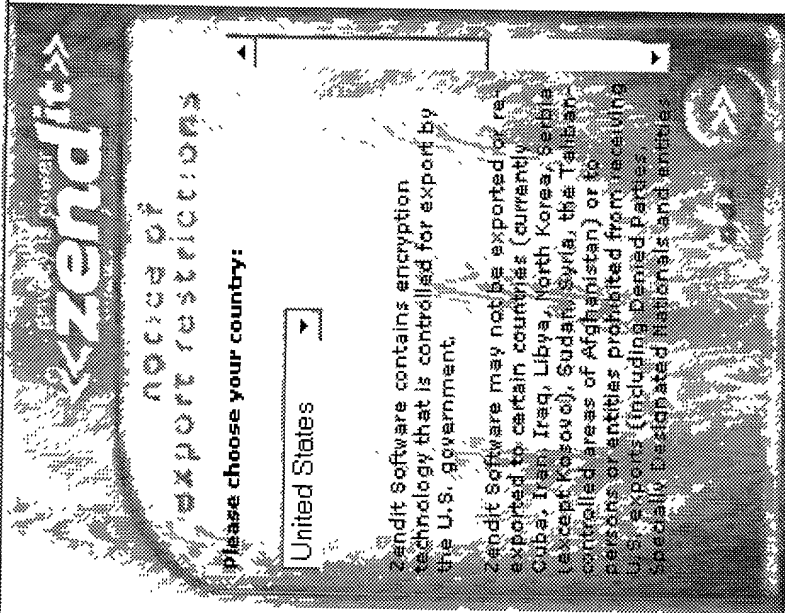 «zendit»
notice of
export restrictions
please choose your country:
United States
Zendit Software contains encryption
technology that is controlled for export by
the U.S. government.
Zendit Software may not be exported or re-
exported to certain countries (currently
Cuba, Iran, Iraq, Libya, North Korea, Serbia
(except Kosovo), Sudan, Syria, the Taliban-
controlled areas of Afghanistan) or to
persons or entities prohibited from receiving
U.S. exports (including Denied Parties,
Specially Designated Nationals and entities